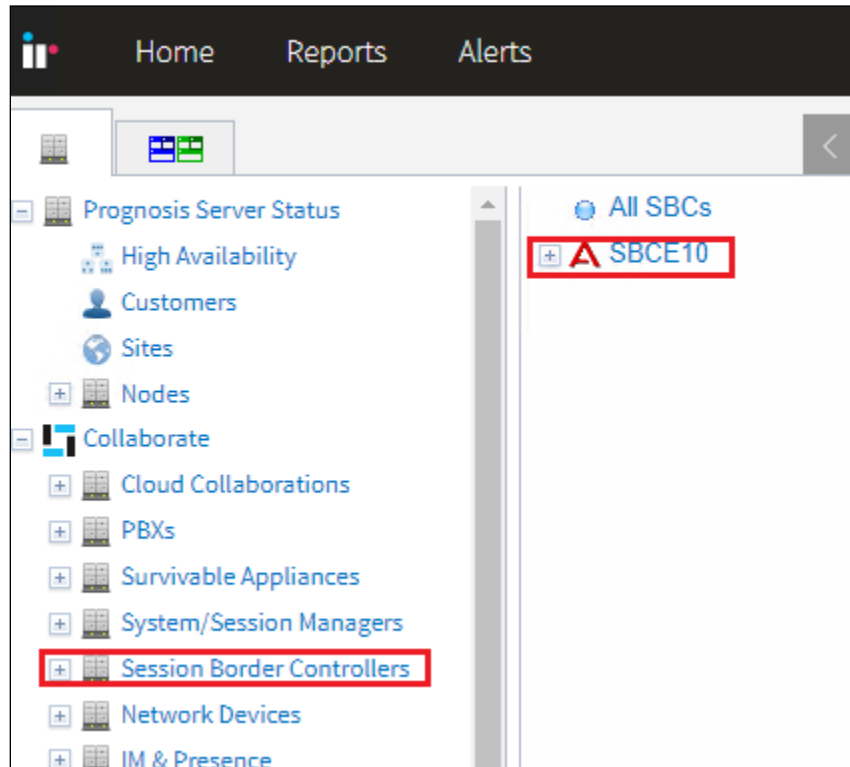 ir Home Reports Alerts
Prognosis Server Status
High Availability
Customers
Sites
Nodes
Collaborate
Cloud Collaborations
PBXs
Survivable Appliances
System/Session Managers
Session Border Controllers
Network Devices
IM & Presence
All SBCs
SBCE10